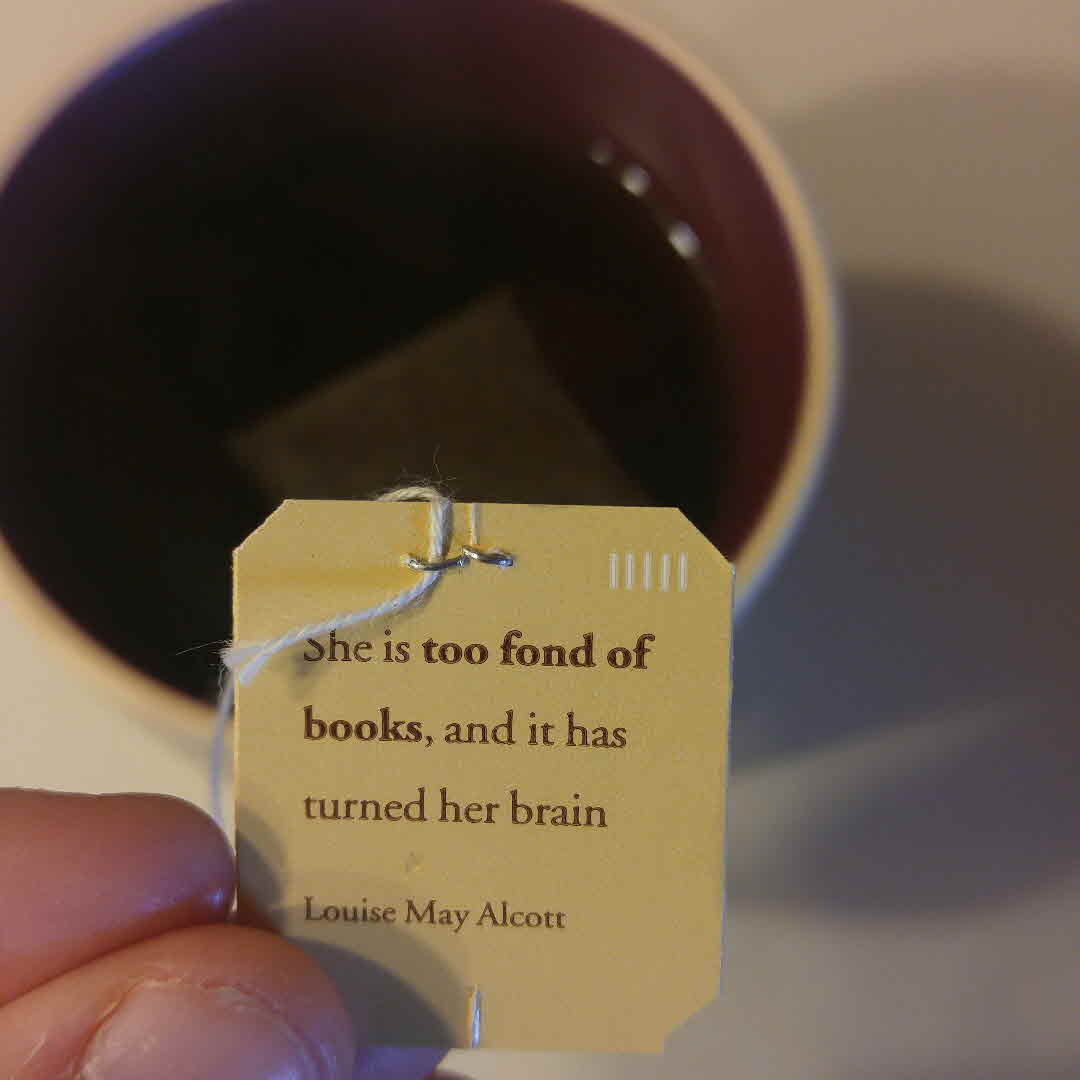 She is too fond of
books, and it has
turned her brain
Louise May Alcott